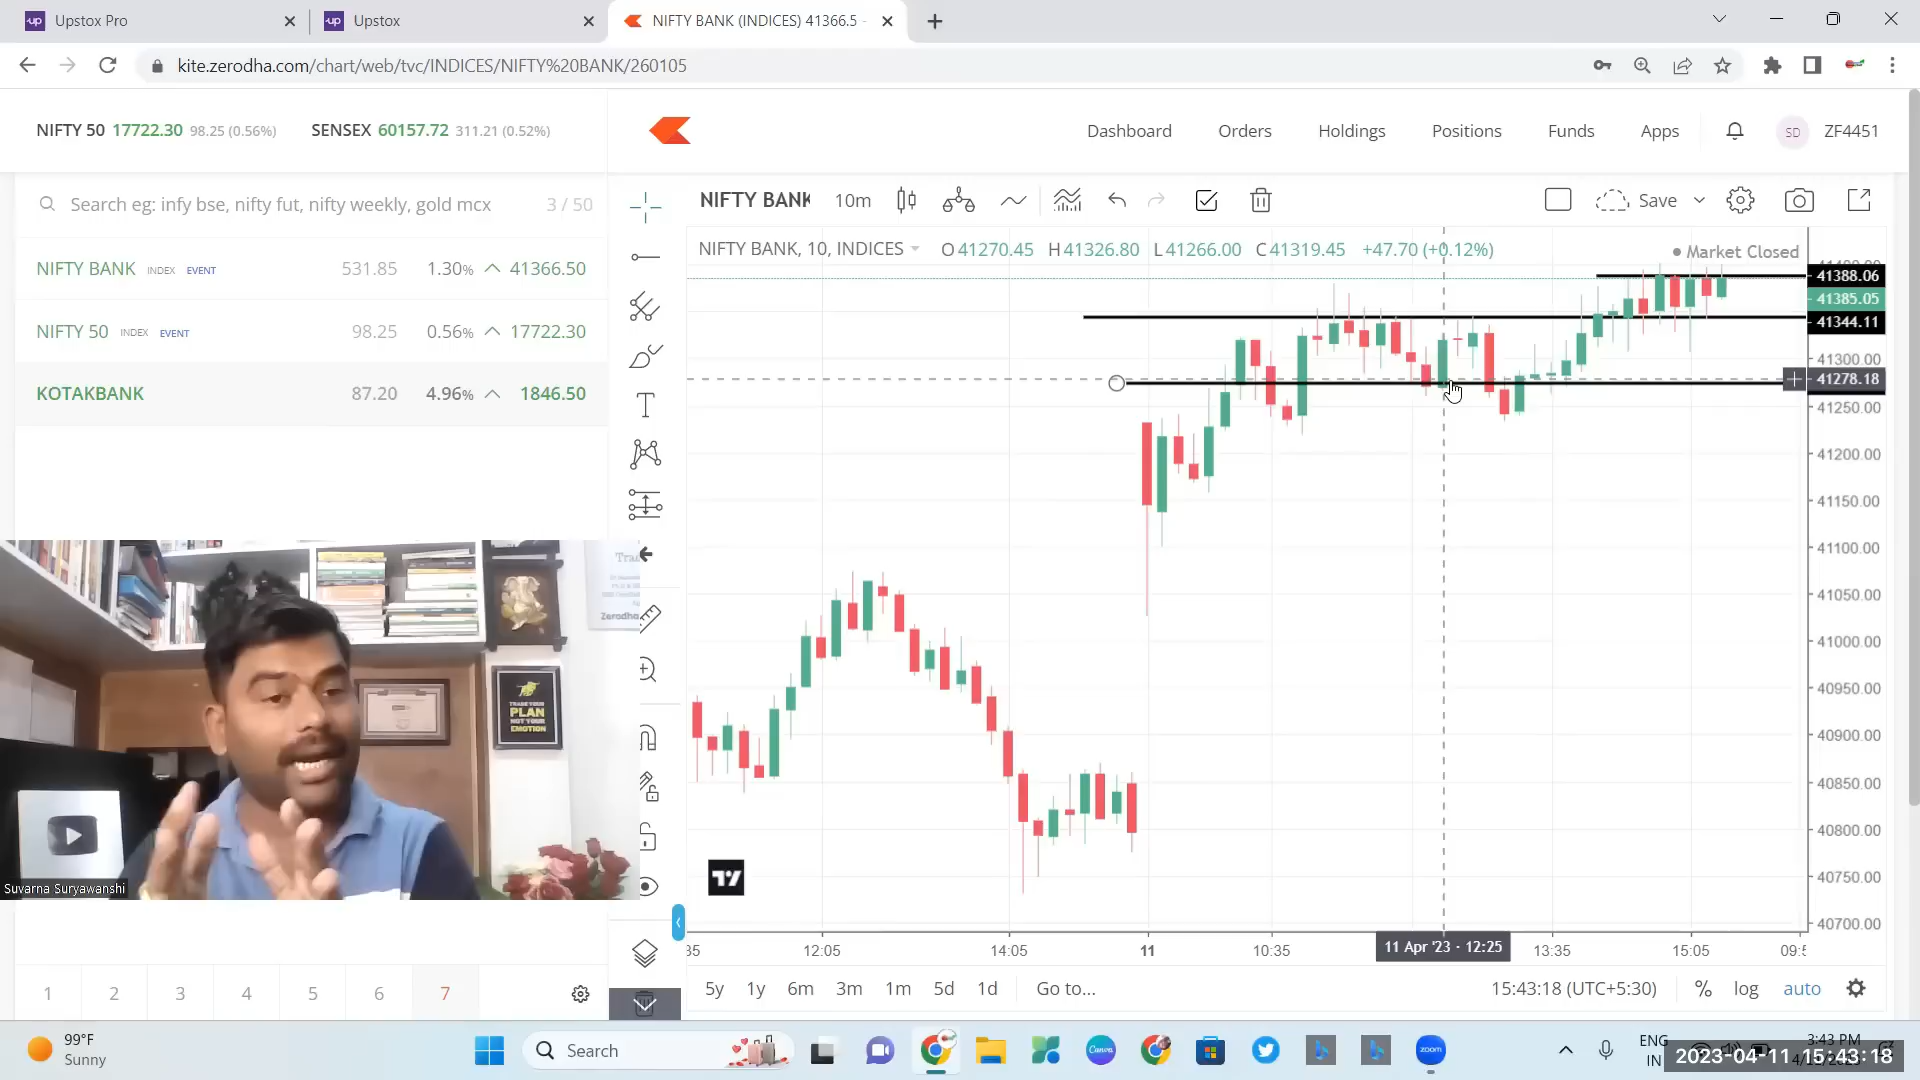 Upstox Pro
Upstox
NIFTY BANK (INDICES) 41366.5 -
kite.zerodha.com/chart/web/tvc/INDICES/NIFTY%20BANK/260105
NIFTY 50 17722.30 98.25 (0.56%)
SENSEX 60157.72 311.21 (0.52%)
Dashboard
Orders
Holdings
Positions
Funds
Apps
SD
ZF4451
Search eg: infy bse, nifty fut, nifty weekly, gold mcx
3 / 50
NIFTY BANK INDEX EVENT 531.85 1.30% 41366.50
NIFTY 50 INDEX EVENT 98.25 0.56% 17722.30
KOTAKBANK 87.20 4.96% 1846.50
NIFTY BANK
10m
Save
NIFTY BANK, 10, INDICES
O 41270.45 H 41326.80 L 41266.00 C 41319.45 +47.70 (+0.12%)
Market Closed
41388.06
41385.05
41344.11
41300.00
41278.18
41250.00
41200.00
41150.00
41100.00
41050.00
41000.00
40950.00
40900.00
40850.00
40800.00
40750.00
40700.00
Zerodha
TRADE YOUR
PLAN
NOT YOUR
EMOTION
Suvarna Suryawanshi
12:05
14:05
11
10:35
11 Apr '23 · 12:25
13:35
15:05
1 2 3 4 5 6 7
5y 1y 6m 3m 1m 5d 1d Go to...
15:43:18 (UTC+5:30) % log auto
99°F
Sunny
Search
Canva
zoom
ENG
IN
3:43 PM
2023-04-11 15:43:18